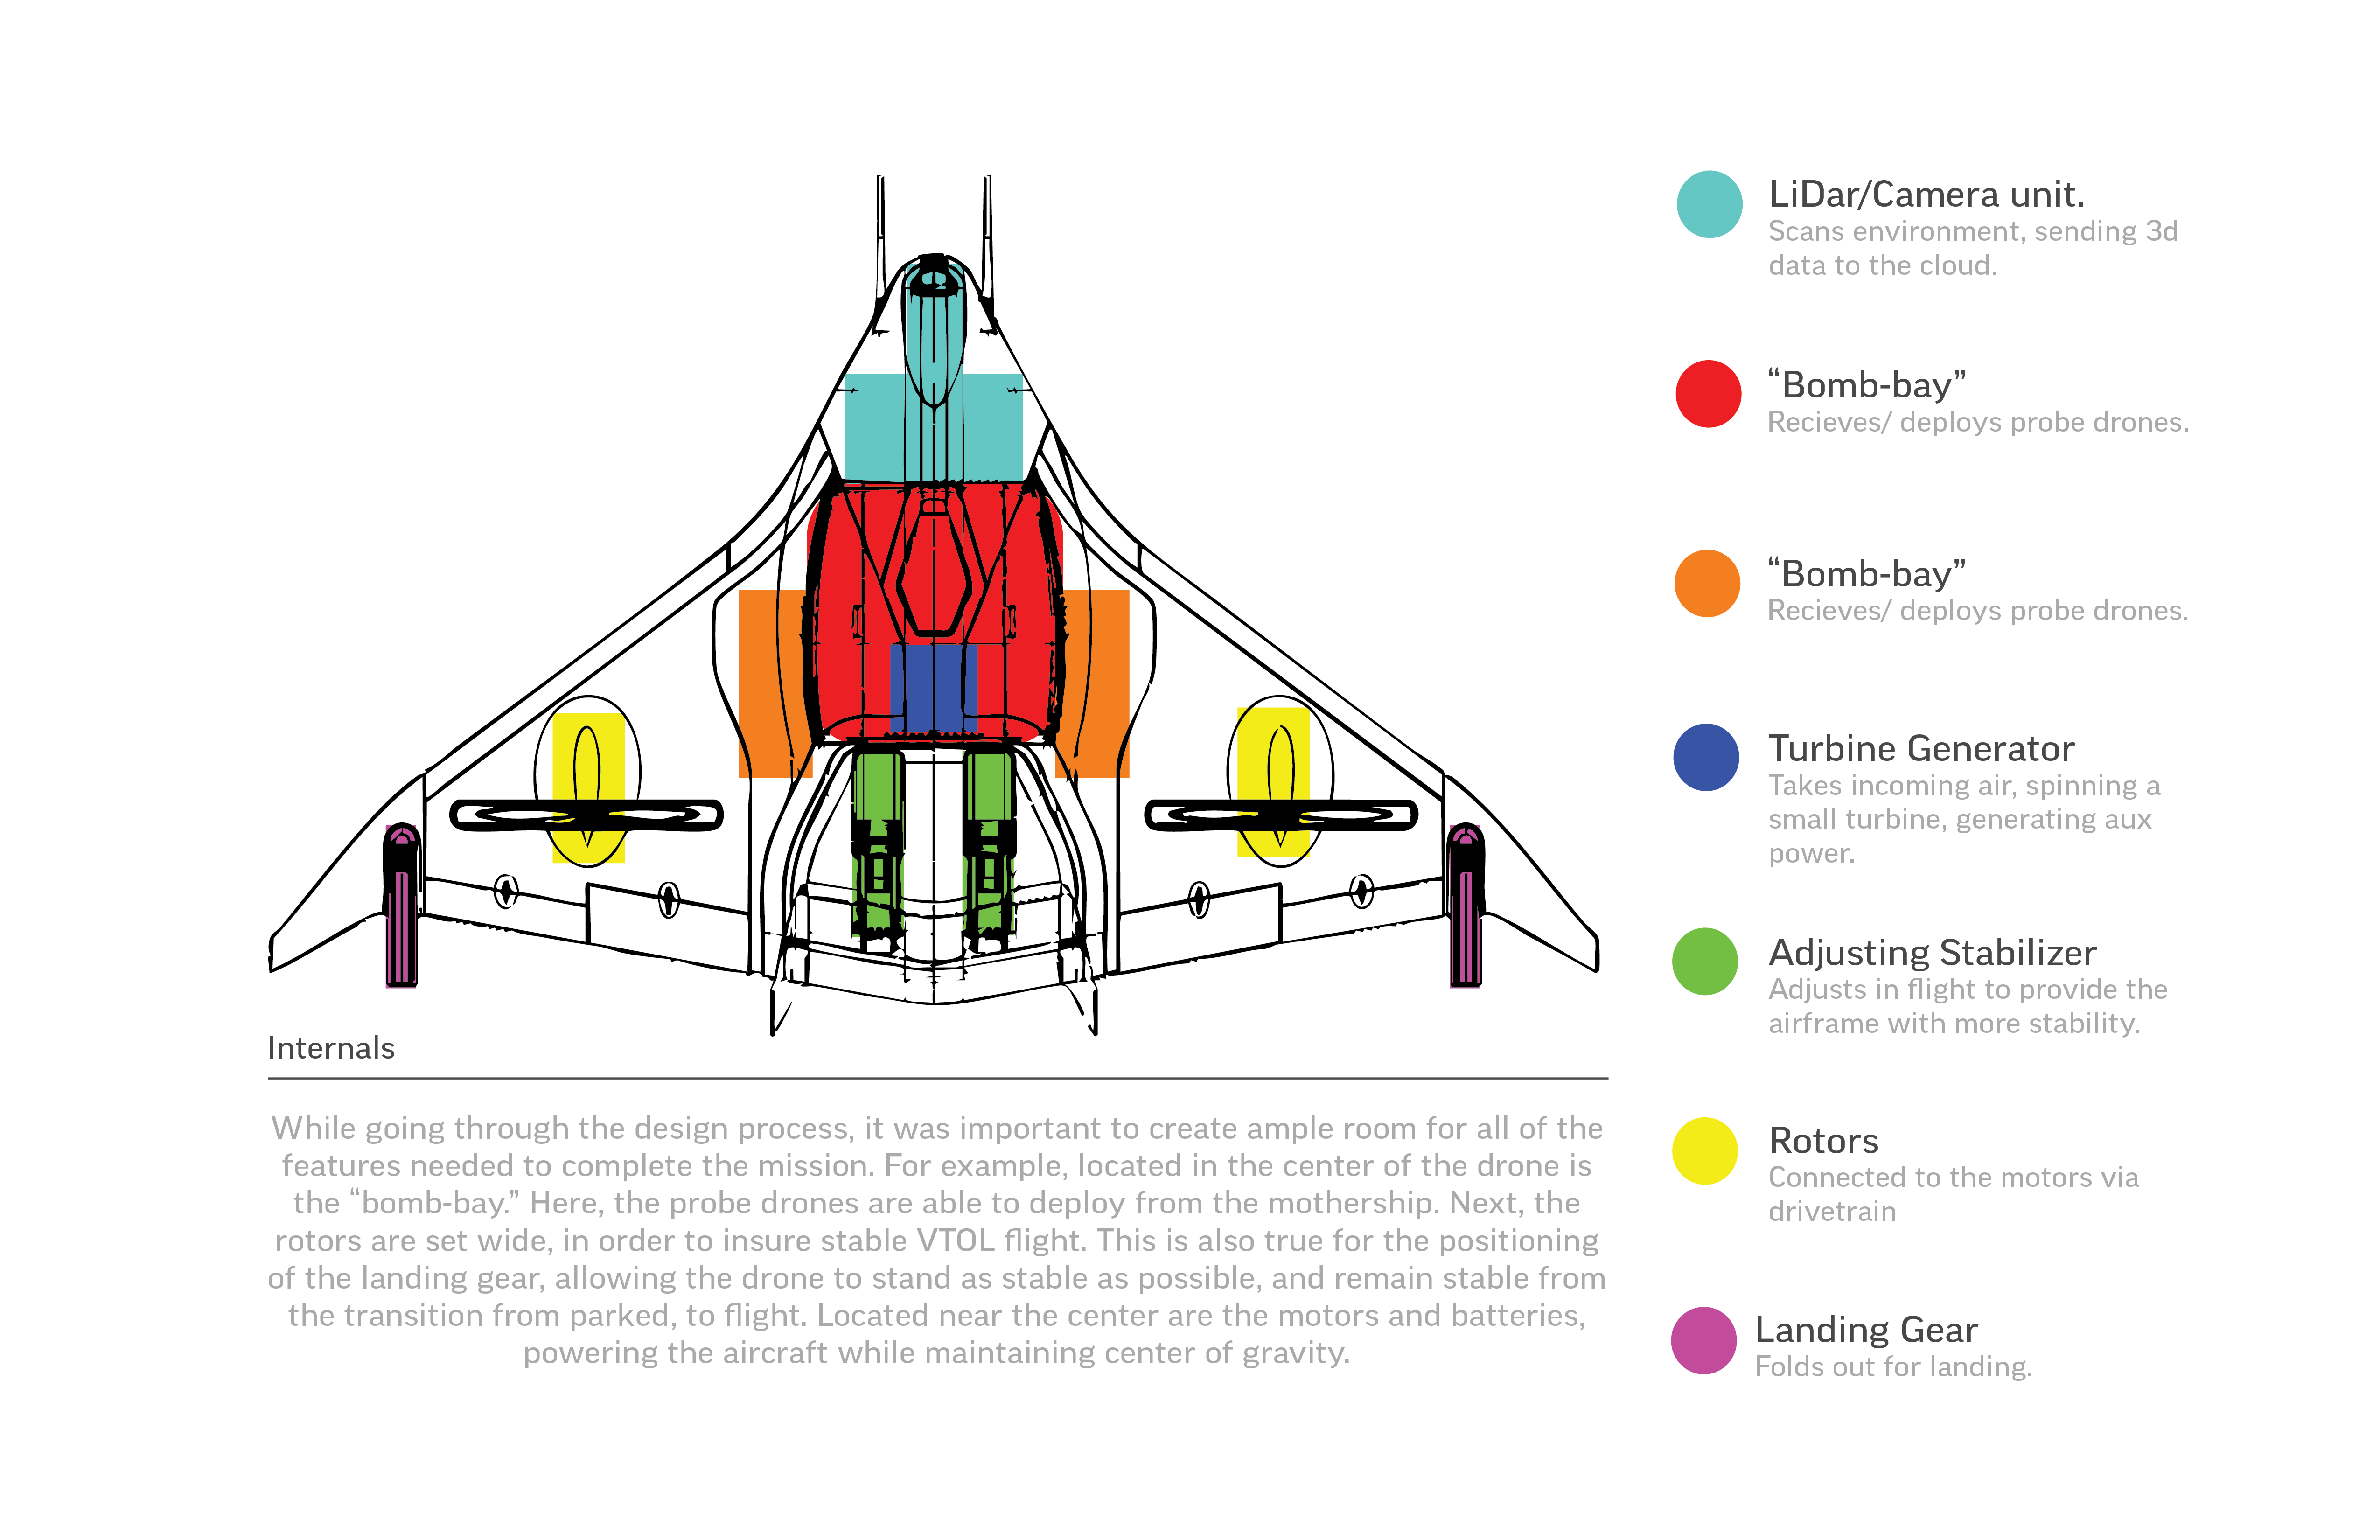 LiDar/Camera unit.
Scans environment, sending 3d
data to the cloud.
“Bomb-bay”
Recieves/ deploys probe drones.
“Bomb-bay”
Recieves/ deploys probe drones.
Turbine Generator
Takes incoming air, spinning a
small turbine, generating aux
power.
Adjusting Stabilizer
Adjusts in flight to provide the
airframe with more stability.
Rotors
Connected to the motors via
drivetrain
Landing Gear
Folds out for landing.
Internals
While going through the design process, it was important to create ample room for all of the
features needed to complete the mission. For example, located in the center of the drone is
the “bomb-bay.” Here, the probe drones are able to deploy from the mothership. Next, the
rotors are set wide, in order to insure stable VTOL flight. This is also true for the positioning
of the landing gear, allowing the drone to stand as stable as possible, and remain stable from
the transition from parked, to flight. Located near the center are the motors and batteries,
powering the aircraft while maintaining center of gravity.